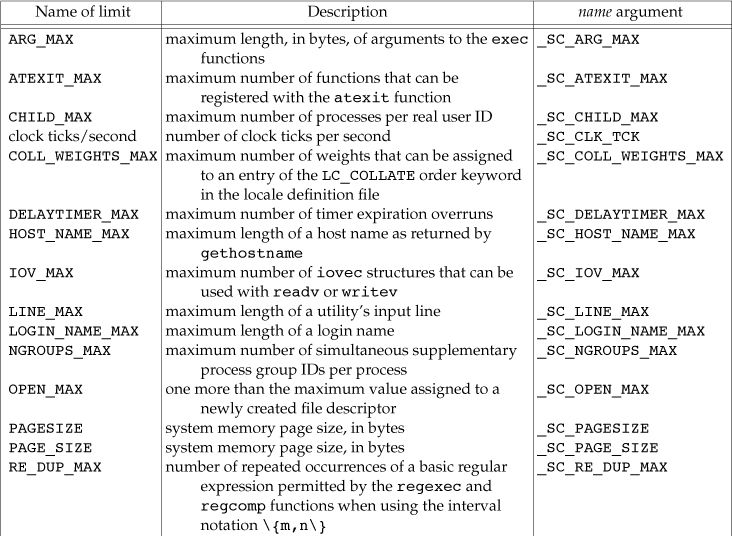 Name of limit Description name argument
ARG_MAX maximum length, in bytes, of arguments to the exec _SC_ARG_MAX
functions
ATEXIT_MAX maximum number of functions that can be _SC_ATEXIT_MAX
registered with the atexit function
CHILD_MAX maximum number of processes per real user ID _SC_CHILD_MAX
clock ticks/second number of clock ticks per second _SC_CLK_TCK
COLL_WEIGHTS_MAX maximum number of weights that can be assigned _SC_COLL_WEIGHTS_MAX
to an entry of the LC_COLLATE order keyword
in the locale definition file
DELAYTIMER_MAX maximum number of timer expiration overruns _SC_DELAYTIMER_MAX
HOST_NAME_MAX maximum length of a host name as returned by _SC_HOST_NAME_MAX
gethostname
IOV_MAX maximum number of iovec structures that can be _SC_IOV_MAX
used with readv or writev
LINE_MAX maximum length of a utility's input line _SC_LINE_MAX
LOGIN_NAME_MAX maximum length of a login name _SC_LOGIN_NAME_MAX
NGROUPS_MAX maximum number of simultaneous supplementary _SC_NGROUPS_MAX
process group IDs per process
OPEN_MAX one more than the maximum value assigned to a _SC_OPEN_MAX
newly created file descriptor
PAGESIZE system memory page size, in bytes _SC_PAGESIZE
PAGE_SIZE system memory page size, in bytes _SC_PAGE_SIZE
RE_DUP_MAX number of repeated occurrences of a basic regular _SC_RE_DUP_MAX
expression permitted by the regexec and
regcomp functions when using the interval
notation \{m,n\}